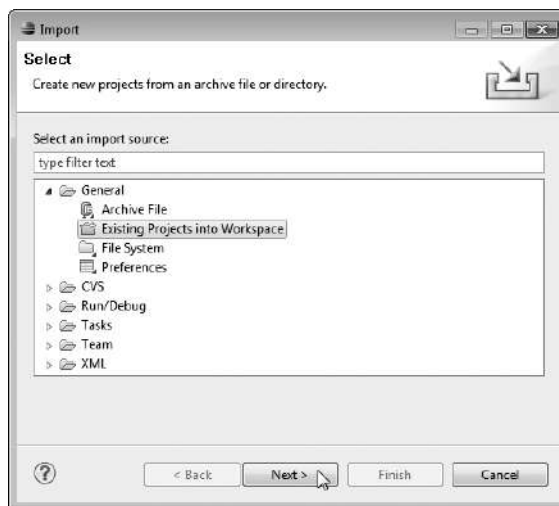 Import
Select
Create new projects from an archive file or directory.
Select an import source:
type filter text
General
Archive File
Existing Projects into Workspace
File System
Preferences
CVS
Run/Debug
Tasks
Team
XML
?
< Back Next > Finish Cancel